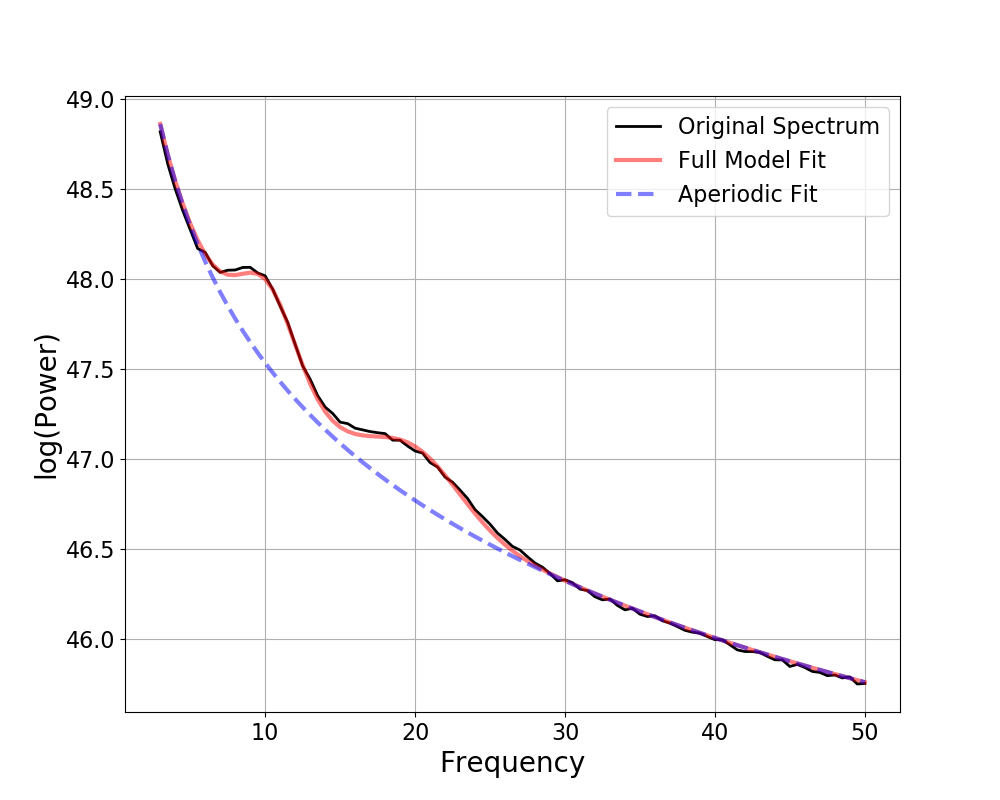 Original Spectrum
Full Model Fit
Aperiodic Fit
log(Power)
49.0
48.5
48.0
47.5
47.0
46.5
46.0
10 20 30 40 50
Frequency